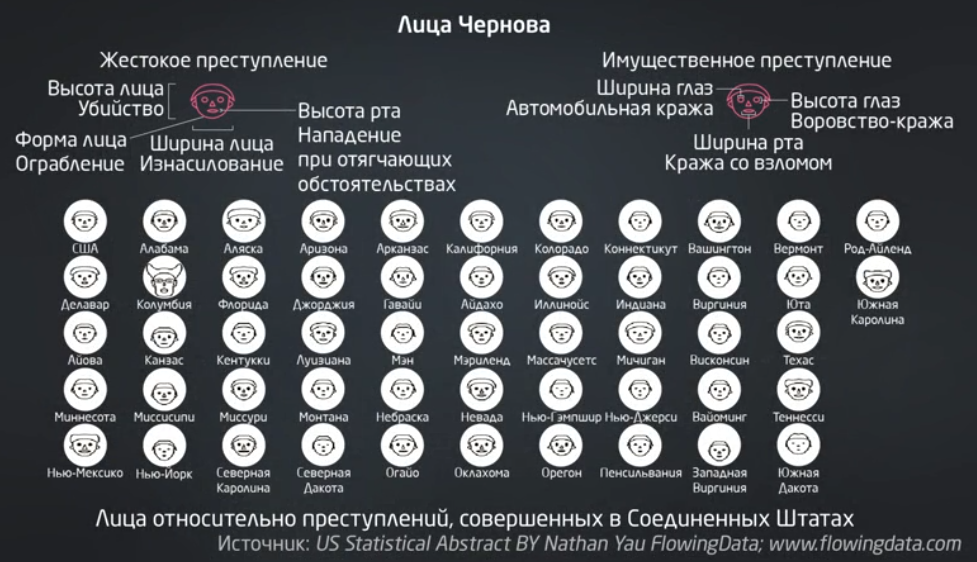 Лица Чернова
Жестокое преступление
Высота лица
Убийство
Форма лица
Ограбление
Ширина лица
Изнасилование
Высота рта
Нападение
при отягчающих
обстоятельствах
Имущественное преступление
Ширина глаз
Автомобильная кража
Высота глаз
Воровство-кража
Ширина рта
Кража со взломом
США Алабама Аляска Аризона Арканзас Калифорния Колорадо Коннектикут Вашингтон Вермонт Род-Айленд
Делавар Колумбия Флорида Джорджия Гавайи Айдахо Иллинойс Индиана Виргиния Юта Южная
Каролина
Айова Канзас Кентукки Луизиана Мэн Мэриленд Массачусетс Мичиган Висконсин Техас
Миннесота Миссисипи Миссури Монтана Небраска Невада Нью-Гэмпшир Нью-Джерси Вайоминг Теннесси
Нью-Мексико Нью-Йорк Северная Северная Огайо Оклахома Орегон Пенсильвания Западная Южная
Каролина Дакота Виргиния Дакота
Лица относительно преступлений, совершенных в Соединенных Штатах
Источник: US Statistical Abstract BY Nathan Yau FlowingData; www.flowingdata.com